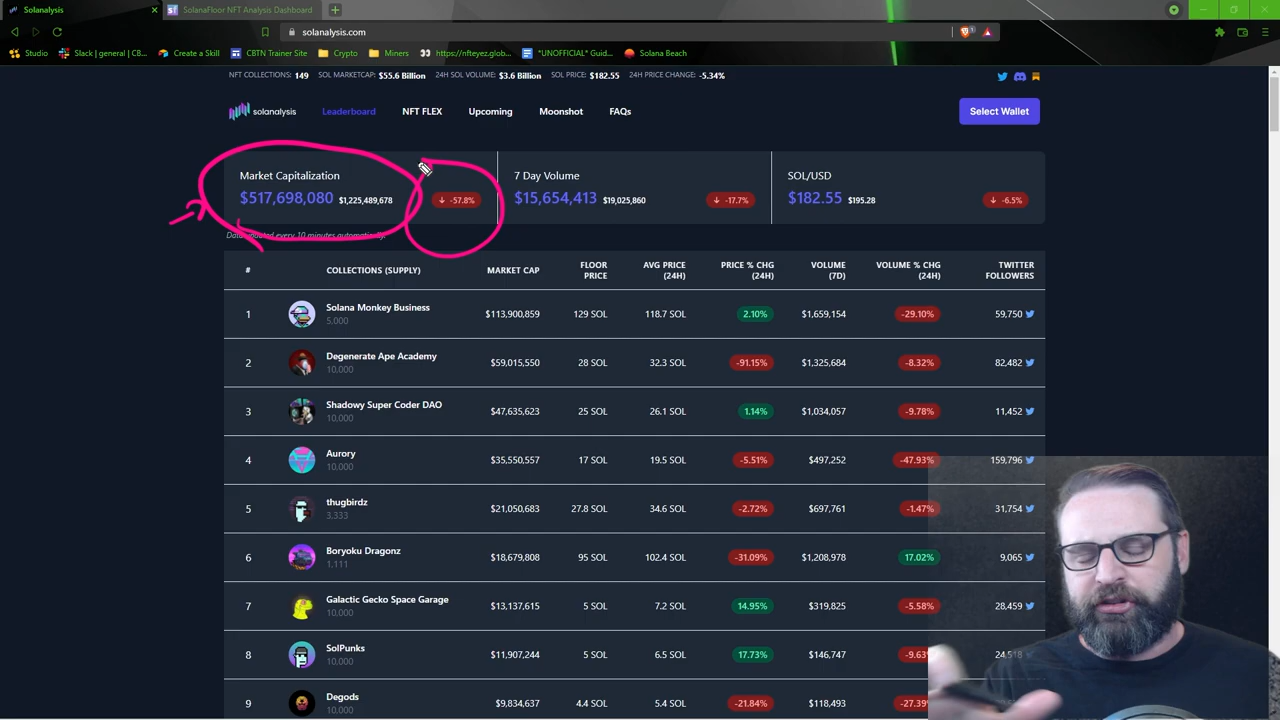 Solanalysis
SolanaFloor NFT Analysis Dashboard
solanalysis.com
Studio Slack | general | CB... Create a Skill CBTN Trainer Site Crypto Miners https://nfteyez.glob... *UNOFFICIAL* Guid... Solana Beach
NFT COLLECTIONS: 149 SOL MARKETCAP: $55.6 Billion 24H SOL VOLUME: $3.6 Billion SOL PRICE: $182.55 24H PRICE CHANGE: -5.34%
solanalysis Leaderboard NFT FLEX Upcoming Moonshot FAQs Select Wallet
Market Capitalization 7 Day Volume SOL/USD
$517,698,080 $1,225,489,678 -57.8% $15,654,413 $19,025,860 -17.7% $182.55 $195.28 -6.5%
every 10 minutes automatically.
# COLLECTIONS (SUPPLY) MARKET CAP FLOOR PRICE AVG PRICE (24H) PRICE % CHG (24H) VOLUME (7D) VOLUME % CHG (24H) TWITTER FOLLOWERS
1 Solana Monkey Business 5,000 $113,900,859 129 SOL 118.7 SOL 2.10% $1,659,154 -29.10% 59,750
2 Degenerate Ape Academy 10,000 $59,015,550 28 SOL 32.3 SOL -91.15% $1,325,684 -8.32% 82,482
3 Shadowy Super Coder DAO 10,000 $47,635,623 25 SOL 26.1 SOL 1.14% $1,034,057 -9.78% 11,452
4 Aurory 10,000 $35,550,557 17 SOL 19.5 SOL -5.51% $497,252 -47.93% 159,796
5 thugbirdz 3,333 $21,050,683 27.8 SOL 34.6 SOL -2.72% $697,761 -1.47% 31,754
6 Boryoku Dragonz 1,111 $18,679,808 95 SOL 102.4 SOL -31.09% $1,208,978 17.02% 9,065
7 Galactic Gecko Space Garage 10,000 $13,137,615 5 SOL 7.2 SOL 14.95% $319,825 -5.58% 28,459
8 SolPunks 10,000 $11,907,244 5 SOL 6.5 SOL 17.73% $146,747 -9.63% 24,518
9 Degods 10,000 $9,834,637 4.4 SOL 5.4 SOL -21.84% $118,493